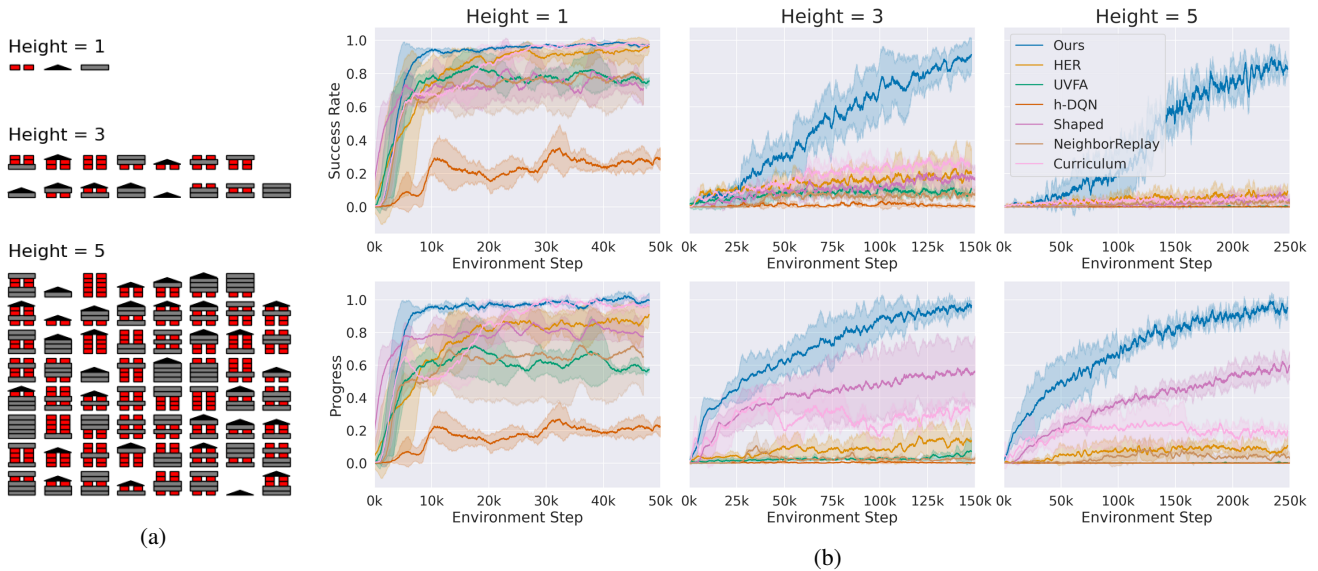 Height = 1
Height = 3
Height = 5
(a)
Height = 1
Height = 3
Height = 5
Success Rate
1.0
0.8
0.6
0.4
0.2
0.0
0k 10k 20k 30k 40k 50k
Environment Step
0k 25k 50k 75k 100k 125k 150k
Environment Step
Ours
HER
UVFA
h-DQN
Shaped
NeighborReplay
Curriculum
0k 50k 100k 150k 200k 250k
Environment Step
Progress
1.0
0.8
0.6
0.4
0.2
0.0
0k 10k 20k 30k 40k 50k
Environment Step
0k 25k 50k 75k 100k 125k 150k
Environment Step
0k 50k 100k 150k 200k 250k
Environment Step
(b)